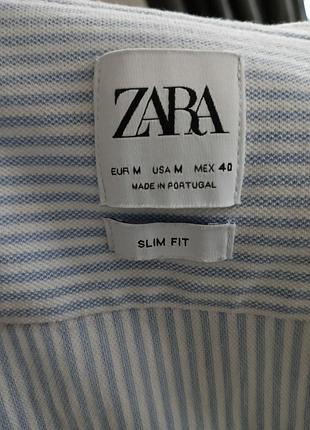 ZARA
EUR M USA M MEX 40
MADE IN PORTUGAL
SLIM FIT